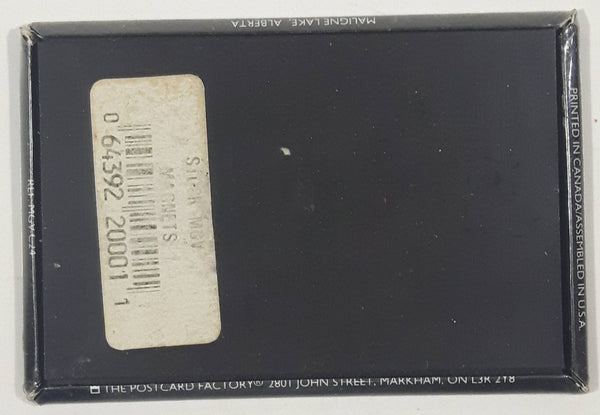 MALIGNE LAKE, ALBERTA
PRINTED IN CANADA/ASSEMBLED IN U.S.A.
MAGNETS
0 64392 20001 1
THE POSTCARD FACTORY® 2801 JOHN STREET, MARKHAM, ON L3R 2Y8